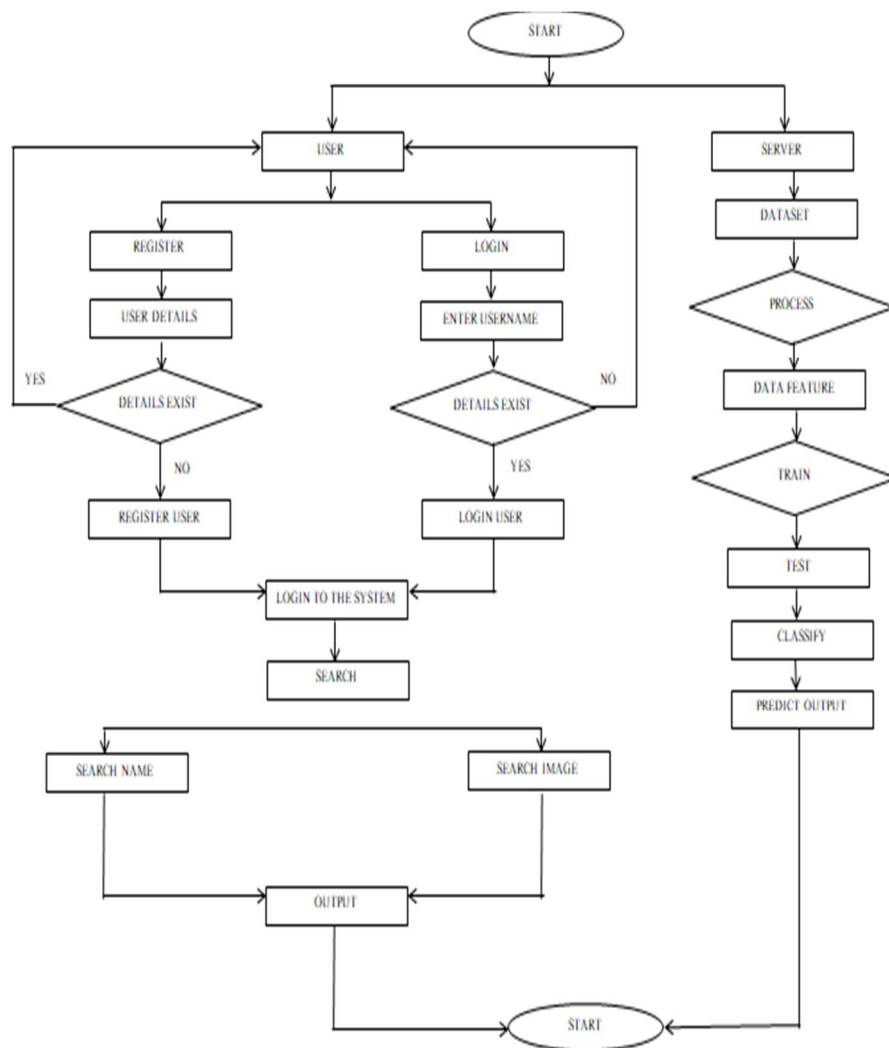 START
USER
SERVER
REGISTER
LOGIN
DATASET
USER DETAILS
ENTER USERNAME
PROCESS
YES
DETAILS EXIST
DETAILS EXIST
NO
DATA FEATURE
NO
YES
TRAIN
REGISTER USER
LOGIN USER
TEST
LOGIN TO THE SYSTEM
CLASSIFY
SEARCH
PREDICT OUTPUT
SEARCH NAME
SEARCH IMAGE
OUTPUT
START